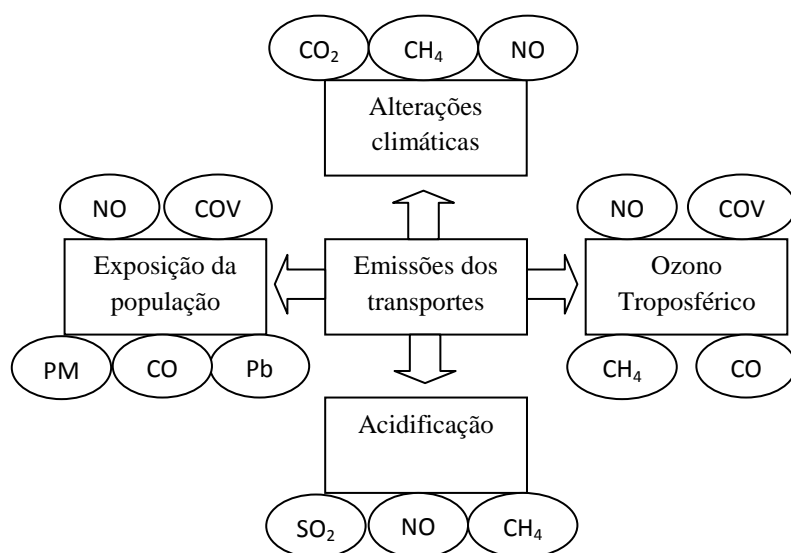 CO₂ CH₄ NO
Alterações
climáticas
NO COV
NO COV
Exposição da
população
Emissões dos
transportes
Ozono
Troposférico
PM CO Pb
CH₄ CO
Acidificação
SO₂ NO CH₄